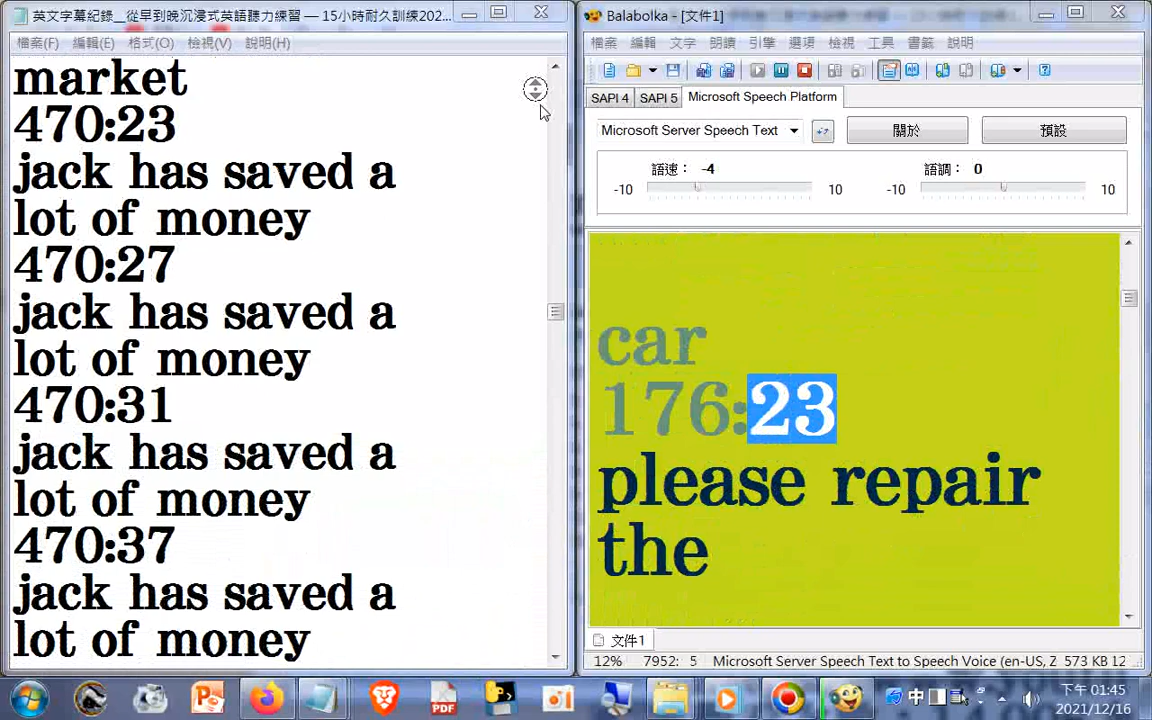 英文字幕紀錄__從早到晚沉浸式英語聽力練習 — 15小時耐久訓練202...
檔案(F) 編輯(E) 格式(O) 檢視(V) 說明(H)
market
470:23
jack has saved a
lot of money
470:27
jack has saved a
lot of money
470:31
jack has saved a
lot of money
470:37
jack has saved a
lot of money
Balabolka - [文件1]
檔案 編輯 文字 朗讀 引擎 選項 檢視 工具 書籤 說明
SAPI 4 SAPI 5 Microsoft Speech Platform
Microsoft Server Speech Text 關於 預設
語速： -4 語調： 0
-10 10 -10 10
car
176:23
please repair
the
文件1
12% 7952: 5 Microsoft Server Speech Text to Speech Voice (en-US, Z 573 KB 12
PDF
中
下午 01:45
2021/12/16